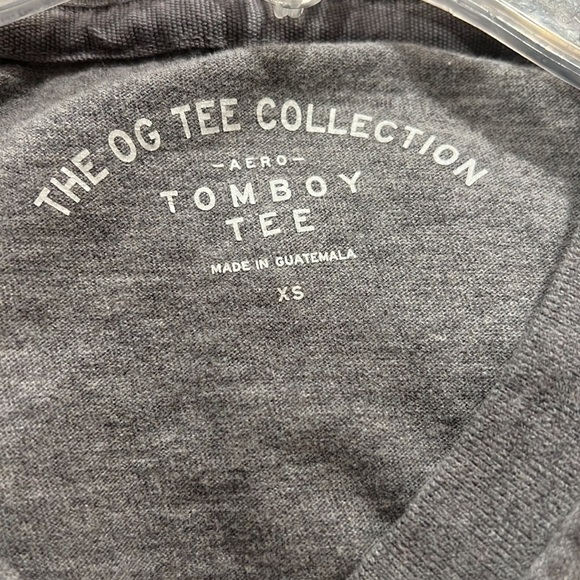 THE OG TEE COLLECTION
-AERO-
TOMBOY
TEE
MADE IN GUATEMALA
XS